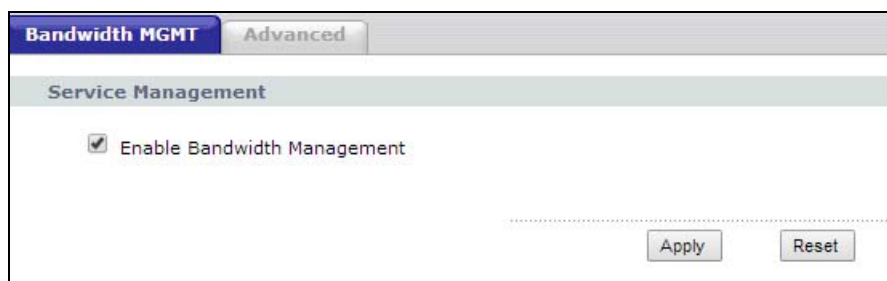 Bandwidth MGMT Advanced
Service Management
Enable Bandwidth Management
Apply Reset